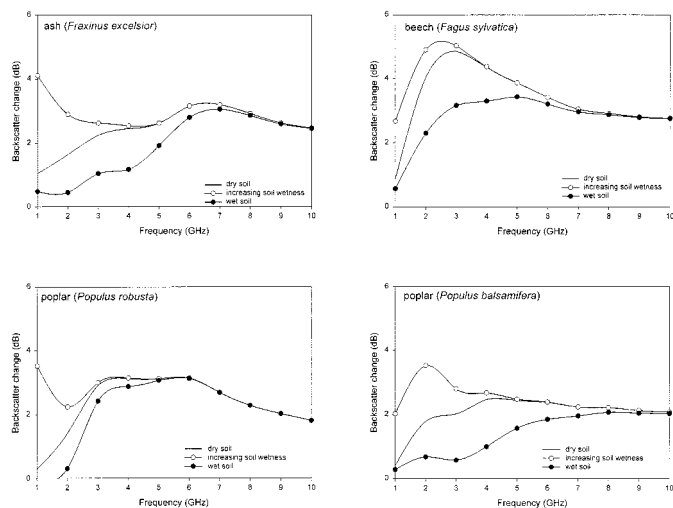 ash (Fraxinus excelsior)
6
4
2
0
Backscatter change (dB)
dry soil
increasing soil wetness
wet soil
1 2 3 4 5 6 7 8 9 10
Frequency (GHz)
beech (Fagus sylvatica)
6
4
2
0
Backscatter change (dB)
dry soil
increasing soil wetness
wet soil
1 2 3 4 5 6 7 8 9 10
Frequency (GHz)
poplar (Populus robusta)
6
4
2
0
Backscatter change (dB)
dry soil
increasing soil wetness
wet soil
1 2 3 4 5 6 7 8 9 10
Frequency (GHz)
poplar (Populus balsamifera)
6
4
2
0
Backscatter change (dB)
dry soil
increasing soil wetness
wet soil
1 2 3 4 5 6 7 8 9 10
Frequency (GHz)